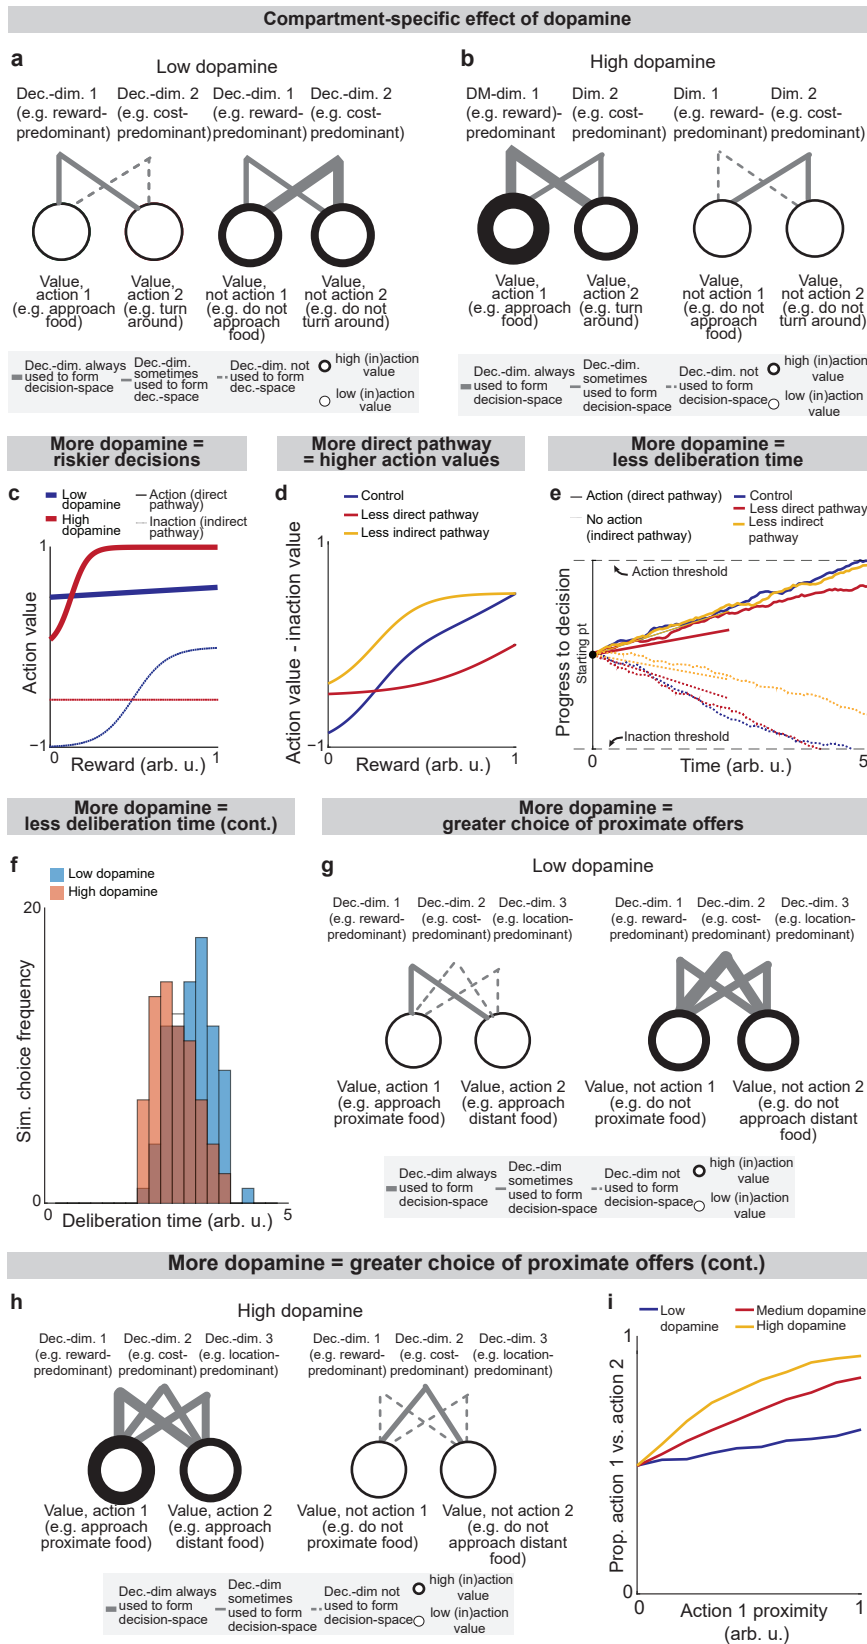 Compartment-specific effect of dopamine
a
Low dopamine
Dec.-dim. 1
(e.g. reward-
predominant)
Dec.-dim. 2
(e.g. cost-
predominant)
Dec.-dim. 1
(e.g. reward-
predominant)
Dec.-dim. 2
(e.g. cost-
predominant)
Value,
action 1
(e.g. approach
food)
Value,
action 2
(e.g. turn
around)
Value,
not action 1
(e.g. do not
approach
food)
Value,
not action 2
(e.g. do not
turn around)
Dec.-dim. always
used to form
decision-space
Dec.-dim.
sometimes
used to form
dec.-space
Dec.-dim. not
used to form
dec.-space
high (in)action
value
low (in)action
value
b
High dopamine
DM-dim. 1
(e.g. reward)-
predominant
Dim. 2
(e.g. cost-
predominant)
Dim. 1
(e.g. reward-
predominant)
Dim. 2
(e.g. cost-
predominant)
Value,
action 1
(e.g. approach
food)
Value,
action 2
(e.g. turn
around)
Value,
not action 1
(e.g. do not
approach
food)
Value,
not action 2
(e.g. do not
turn around)
Dec.-dim. always
used to form
decision-space
Dec.-dim.
sometimes
used to form
decision-space
Dec.-dim. not
used to form
decision-space
high (in)action
value
low (in)action
value
More dopamine =
riskier decisions
c
Low
dopamine
High
dopamine
Action (direct
pathway)
Inaction (indirect
pathway)
1
Action value
−1
0
1
Reward (arb. u.)
More direct pathway
= higher action values
d
Control
Less direct pathway
Less indirect pathway
1
Action value - inaction value
−1
0
1
Reward (arb. u.)
More dopamine =
less deliberation time
e
Action (direct pathway)
No action
(indirect pathway)
Control
Less direct pathway
Less indirect
pathway
Action threshold
Starting pt
Progress to decision
Inaction threshold
0
5
Time (arb. u.)
More dopamine =
less deliberation time (cont.)
f
Low dopamine
High dopamine
20
Sim. choice frequency
0
5
Deliberation time (arb. u.)
More dopamine =
greater choice of proximate offers
g
Low dopamine
Dec.-dim. 1
(e.g. reward-
predominant)
Dec.-dim. 2
(e.g. cost-
predominant)
Dec.-dim. 3
(e.g. location-
predominant)
Dec.-dim. 1
(e.g. reward-
predominant)
Dec.-dim. 2
(e.g. cost-
predominant)
Dec.-dim. 3
(e.g. location-
predominant)
Value, action 1
(e.g. approach
proximate food)
Value, action 2
(e.g. approach
distant food)
Value, not action 1
(e.g. do not
proximate food)
Value, not action 2
(e.g. do not
approach distant
food)
Dec.-dim always
used to form
decision-space
Dec.-dim
sometimes
used to form
decision-space
Dec.-dim not
used to form
decision-space
high (in)action
value
low (in)action
value
More dopamine = greater choice of proximate offers (cont.)
h
High dopamine
Dec.-dim. 1
(e.g. reward-
predominant)
Dec.-dim. 2
(e.g. cost-
predominant)
Dec.-dim. 3
(e.g. location-
predominant)
Dec.-dim. 1
(e.g. reward-
predominant)
Dec.-dim. 2
(e.g. cost-
predominant)
Dec.-dim. 3
(e.g. location-
predominant)
Value, action 1
(e.g. approach
proximate food)
Value, action 2
(e.g. approach
distant food)
Value, not action 1
(e.g. do not
proximate food)
Value, not action 2
(e.g. do not
approach distant
food)
Dec.-dim always
used to form
decision-space
Dec.-dim
sometimes
used to form
decision-space
Dec.-dim not
used to form
decision-space
high (in)action
value
low (in)action
value
i
Low
dopamine
Medium dopamine
High dopamine
1
Prop. action 1 vs. action 2
0
0
1
Action 1 proximity
(arb. u.)